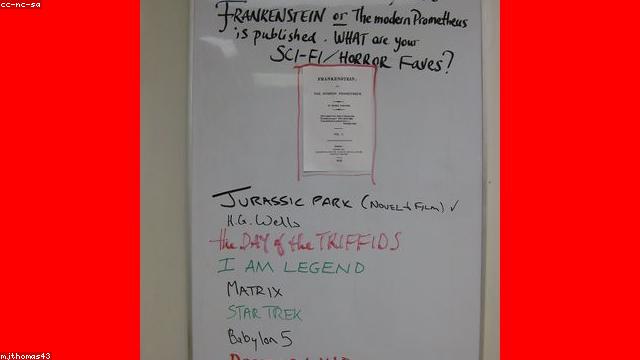 cc-nc-sa
FRANKENSTEIN or The modern Prometheus
is published. WHAT are your
SCI-FI/HORROR Faves?
FRANKENSTEIN;
OR,
THE MODERN PROMETHEUS.
JURASSIC PARK (NOVEL + FILM) ✓
H.G. Wells
the DAY of the TRIFFIDS
I AM LEGEND
MATRIX
STAR TREK
Babylon 5
mjthomas43